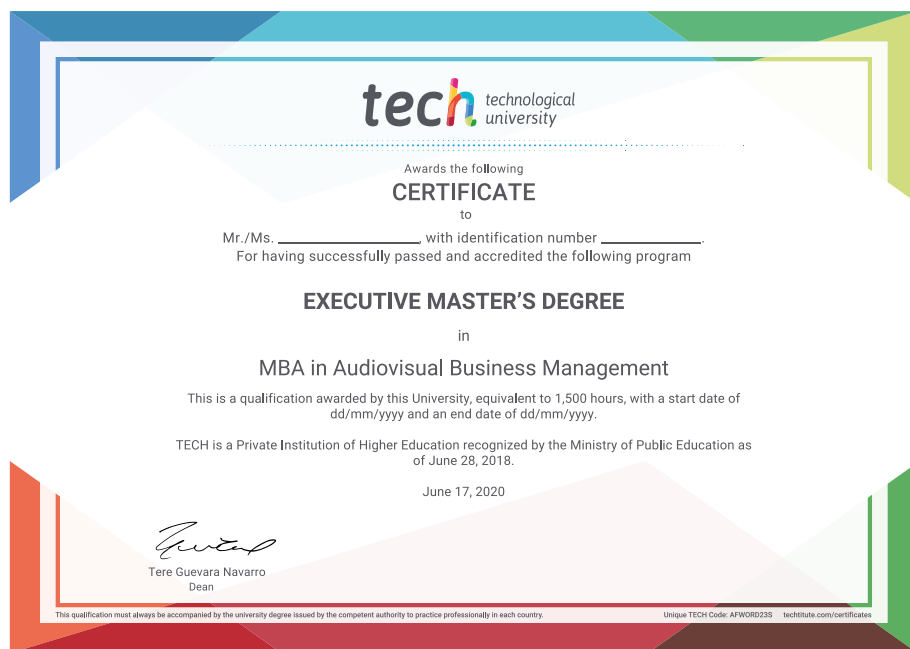 tech technological
university
Awards the following
CERTIFICATE
to
Mr./Ms. ____________________, with identification number ______________.
For having successfully passed and accredited the following program
EXECUTIVE MASTER'S DEGREE
in
MBA in Audiovisual Business Management
This is a qualification awarded by this University, equivalent to 1,500 hours, with a start date of
dd/mm/yyyy and an end date of dd/mm/yyyy.
TECH is a Private Institution of Higher Education recognized by the Ministry of Public Education as
of June 28, 2018.
June 17, 2020
Tere Guevara Navarro
Dean
This qualification must always be accompanied by the university degree issued by the competent authority to practice professionally in each country. Unique TECH Code: AFWORD23S techtitute.com/certificates